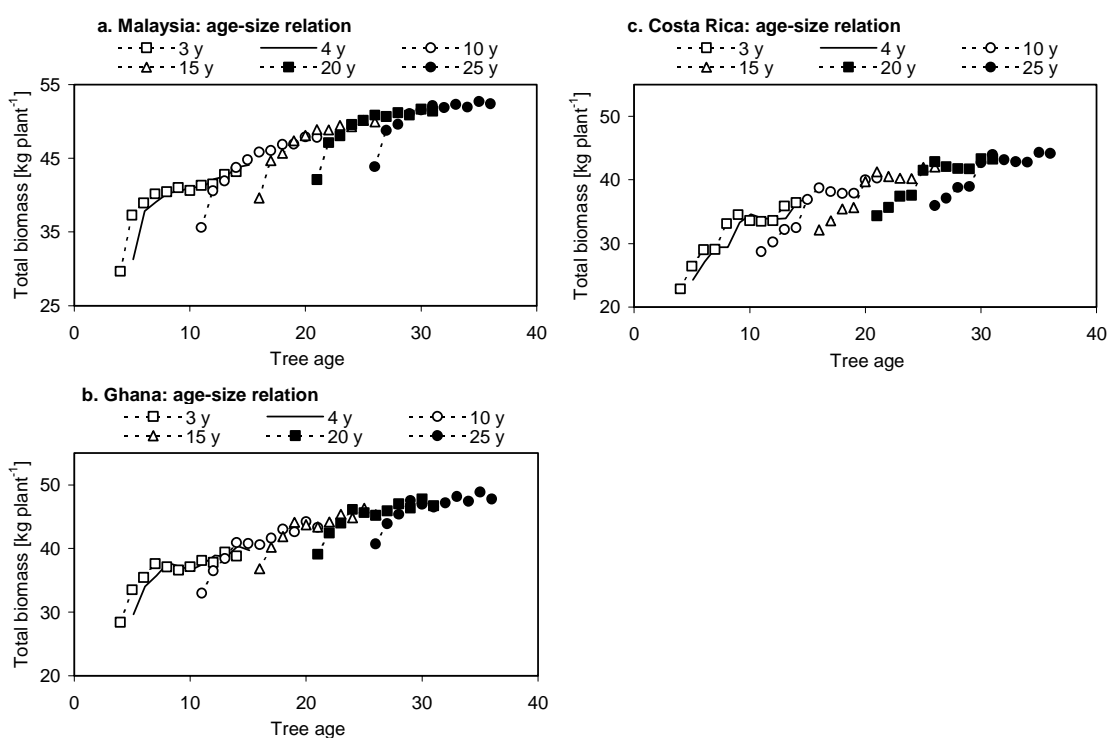 a. Malaysia: age-size relation
3 y 4 y 10 y
15 y 20 y 25 y
55
45
35
25
Total biomass [kg plant-1]
0 10 20 30 40
Tree age
b. Ghana: age-size relation
3 y 4 y 10 y
15 y 20 y 25 y
50
40
30
20
Total biomass [kg plant-1]
0 10 20 30 40
Tree age
c. Costa Rica: age-size relation
3 y 4 y 10 y
15 y 20 y 25 y
50
40
30
20
Total biomass [kg plant-1]
0 10 20 30 40
Tree age